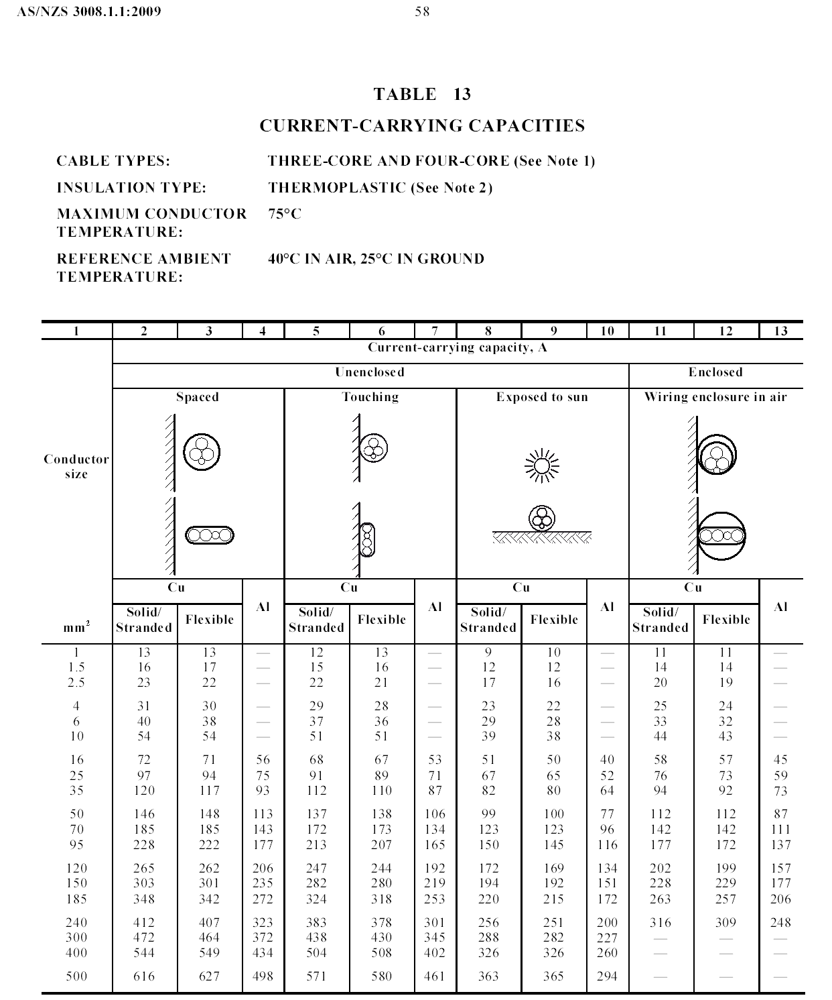 AS/NZS 3008.1.1:2009 58
TABLE 13
CURRENT-CARRYING CAPACITIES
CABLE TYPES: THREE-CORE AND FOUR-CORE (See Note 1)
INSULATION TYPE: THERMOPLASTIC (See Note 2)
MAXIMUM CONDUCTOR 75°C
TEMPERATURE:
REFERENCE AMBIENT 40°C IN AIR, 25°C IN GROUND
TEMPERATURE:
1 2 3 4 5 6 7 8 9 10 11 12 13
Current-carrying capacity, A
Unenclosed Enclosed
Spaced Touching Exposed to sun Wiring enclosure in air
Conductor
size
Cu Cu Cu Cu
Al Al Al Al
Solid/ Flexible Solid/ Flexible Solid/ Flexible Solid/ Flexible
mm² Stranded Stranded Stranded Stranded
1 13 13 — 12 13 — 9 10 — 11 11 —
1.5 16 17 — 15 16 — 12 12 — 14 14 —
2.5 23 22 — 22 21 — 17 16 — 20 19 —
4 31 30 — 29 28 — 23 22 — 25 24 —
6 40 38 — 37 36 — 29 28 — 33 32 —
10 54 54 — 51 51 — 39 38 — 44 43 —
16 72 71 56 68 67 53 51 50 40 58 57 45
25 97 94 75 91 89 71 67 65 52 76 73 59
35 120 117 93 112 110 87 82 80 64 94 92 73
50 146 148 113 137 138 106 99 100 77 112 112 87
70 185 185 143 172 173 134 123 123 96 142 142 111
95 228 222 177 213 207 165 150 145 116 177 172 137
120 265 262 206 247 244 192 172 169 134 202 199 157
150 303 301 235 282 280 219 194 192 151 228 229 177
185 348 342 272 324 318 253 220 215 172 263 257 206
240 412 407 323 383 378 301 256 251 200 316 309 248
300 472 464 372 438 430 345 288 282 227 — — —
400 544 549 434 504 508 402 326 326 260 — — —
500 616 627 498 571 580 461 363 365 294 — — —